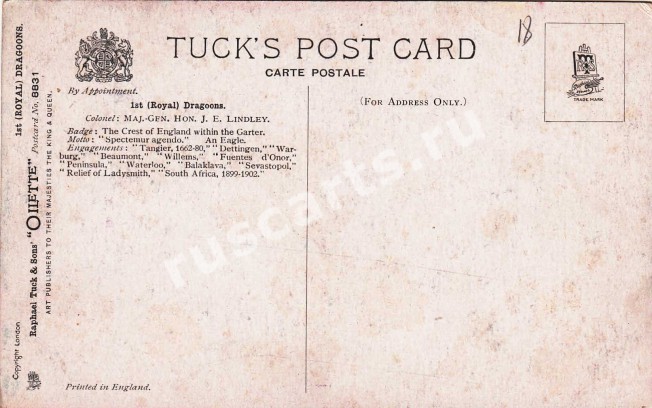 TUCK'S POST CARD
CARTE POSTALE
18
By Appointment.
1st (Royal) Dragoons.
Colonel: MAJ.-GEN. HON. J. E. LINDLEY.
Badge: The Crest of England within the Garter.
Motto: "Spectemur agendo." An Eagle.
Engagements: "Tangier, 1662-80," "Dettingen," "War-
burg," "Beaumont," "Willems," "Fuentes d'Onor,"
"Peninsula," "Waterloo," "Balaklava," "Sevastopol,"
"Relief of Ladysmith," "South Africa, 1899-1902."
(FOR ADDRESS ONLY.)
TRADE MARK
1st (ROYAL) DRAGOONS.
Raphael Tuck & Sons' "OILETTE" Postcard No. 8831
ART PUBLISHERS TO THEIR MAJESTIES THE KING & QUEEN.
Copyright London
Printed in England.
ruscarts.ru